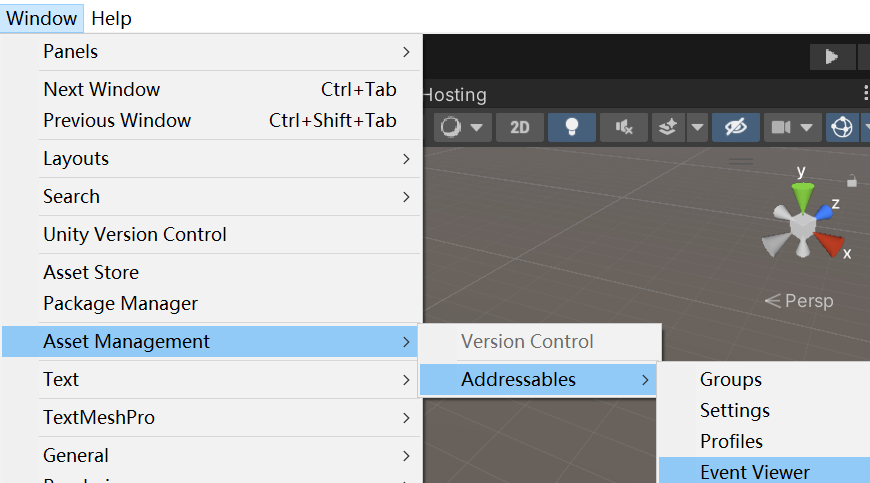 Window Help
Panels
Next Window Ctrl+Tab
Previous Window Ctrl+Shift+Tab
Layouts
Search
Unity Version Control
Asset Store
Package Manager
Asset Management
Text
TextMeshPro
General
Version Control
Addressables
Groups
Settings
Profiles
Event Viewer
Hosting
2D
y
z
x
Persp